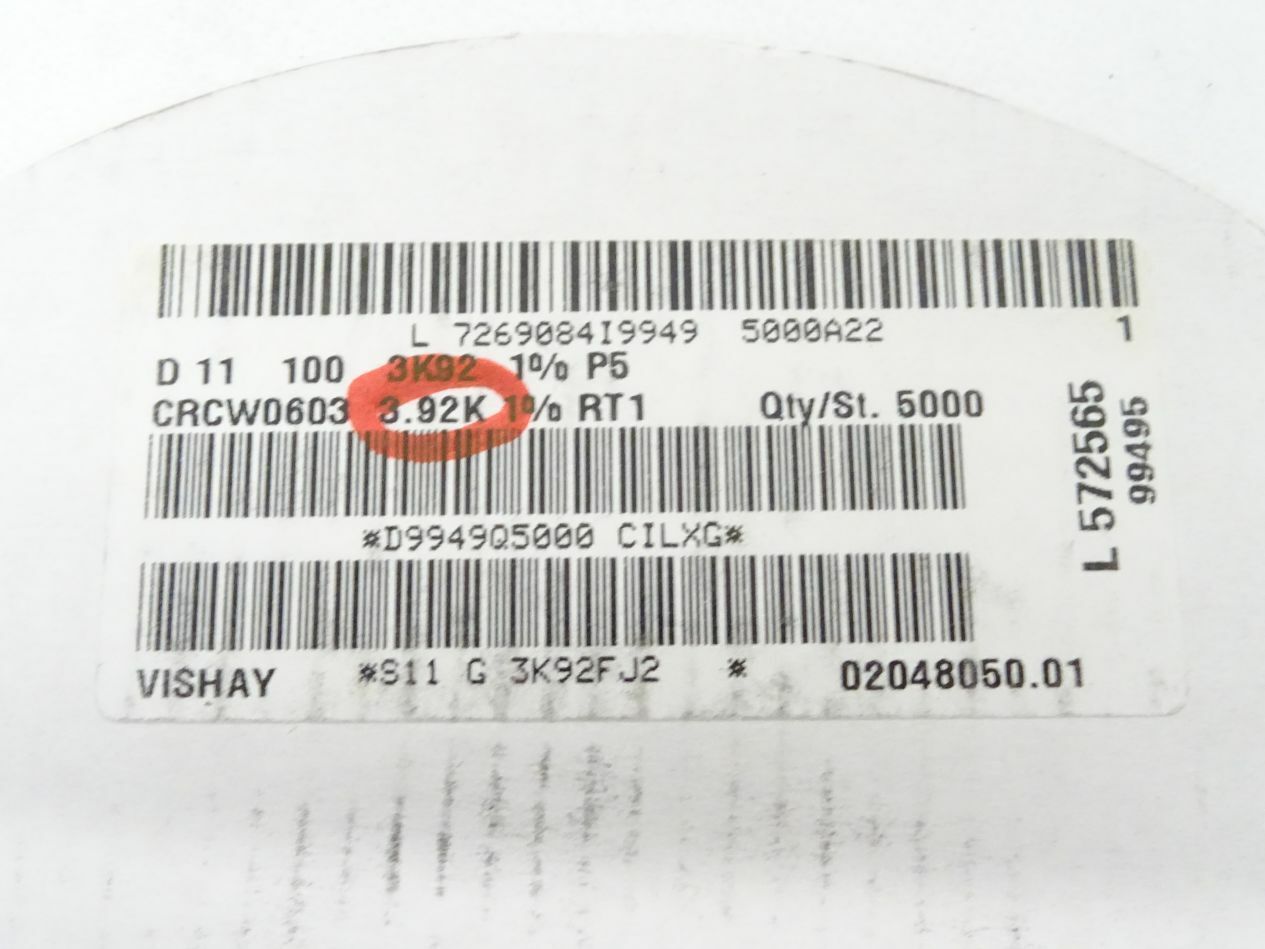 L 7269084I9949 5000A22 1
D 11 100 3K92 1% P5
CRCW0603 3.92K 1% RT1 Qty/St. 5000
*D9949Q5000 CILXG*
VISHAY *S11 G 3K92FJ2 * 02048050.01
L 572565
99495